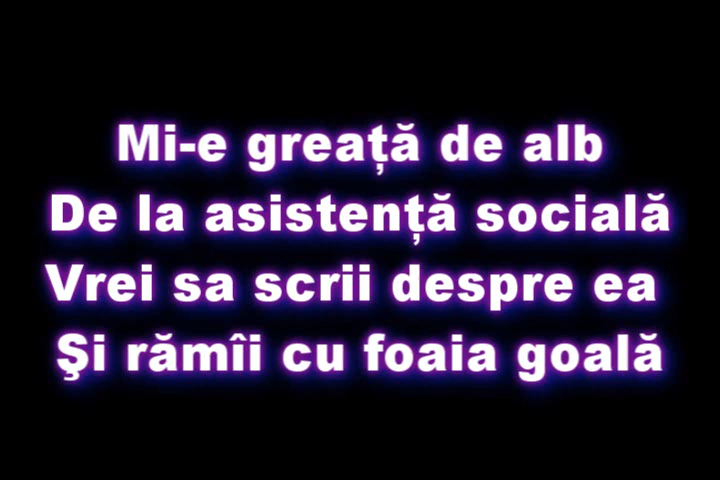 Mi-e greață de alb
De la asistență socială
Vrei sa scrii despre ea
Şi rămîi cu foaia goală